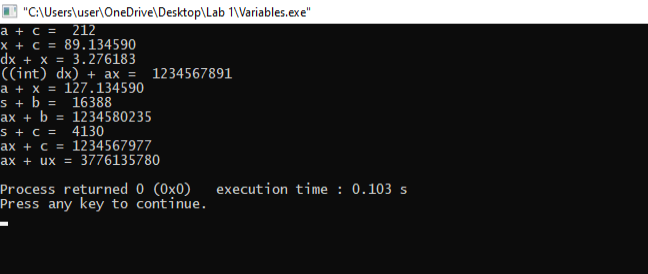 "C:\Users\user\OneDrive\Desktop\Lab 1\Variables.exe"
a + c =  212
x + c = 89.134590
dx + x = 3.276183
((int) dx) + ax =  1234567891
a + x = 127.134590
s + b =  16388
ax + b = 1234580235
s + c =  4130
ax + c = 1234567977
ax + ux = 3776135780
Process returned 0 (0x0)   execution time : 0.103 s
Press any key to continue.